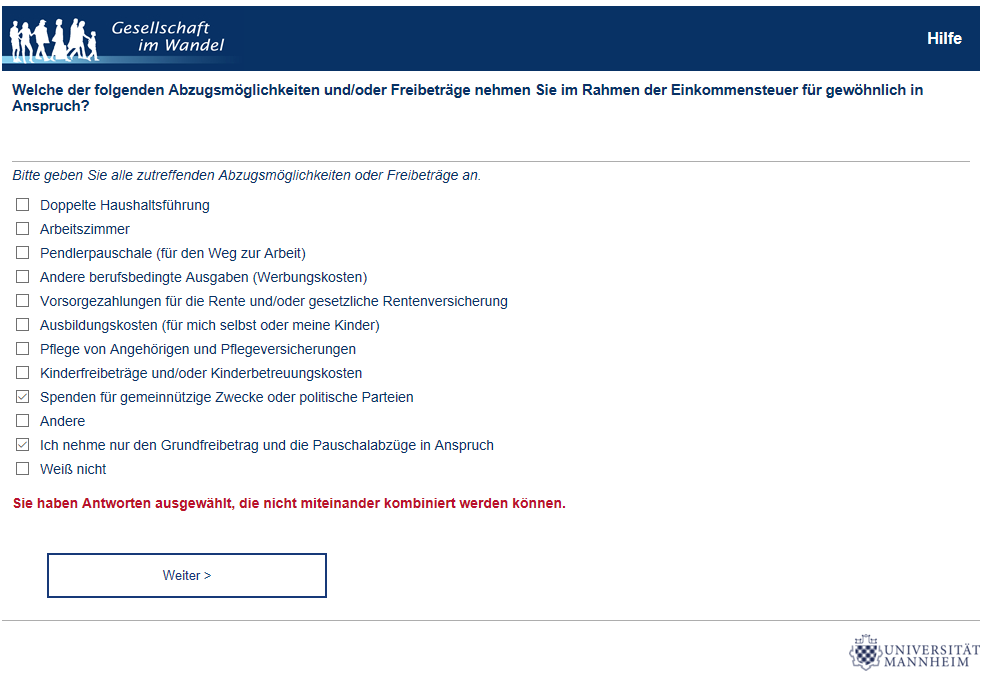 Gesellschaft
im Wandel
Hilfe
Welche der folgenden Abzugsmöglichkeiten und/oder Freibeträge nehmen Sie im Rahmen der Einkommensteuer für gewöhnlich in
Anspruch?
Bitte geben Sie alle zutreffenden Abzugsmöglichkeiten oder Freibeträge an.
Doppelte Haushaltsführung
Arbeitszimmer
Pendlerpauschale (für den Weg zur Arbeit)
Andere berufsbedingte Ausgaben (Werbungskosten)
Vorsorgezahlungen für die Rente und/oder gesetzliche Rentenversicherung
Ausbildungskosten (für mich selbst oder meine Kinder)
Pflege von Angehörigen und Pflegeversicherungen
Kinderfreibeträge und/oder Kinderbetreuungskosten
Spenden für gemeinnützige Zwecke oder politische Parteien
Andere
Ich nehme nur den Grundfreibetrag und die Pauschalabzüge in Anspruch
Weiß nicht
Sie haben Antworten ausgewählt, die nicht miteinander kombiniert werden können.
Weiter >
UNIVERSITÄT
MANNHEIM